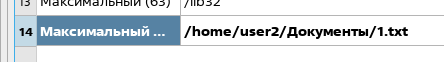 13 Максимальный (63) /lib32
14 Максимальный ... /home/user2/Документы/1.txt